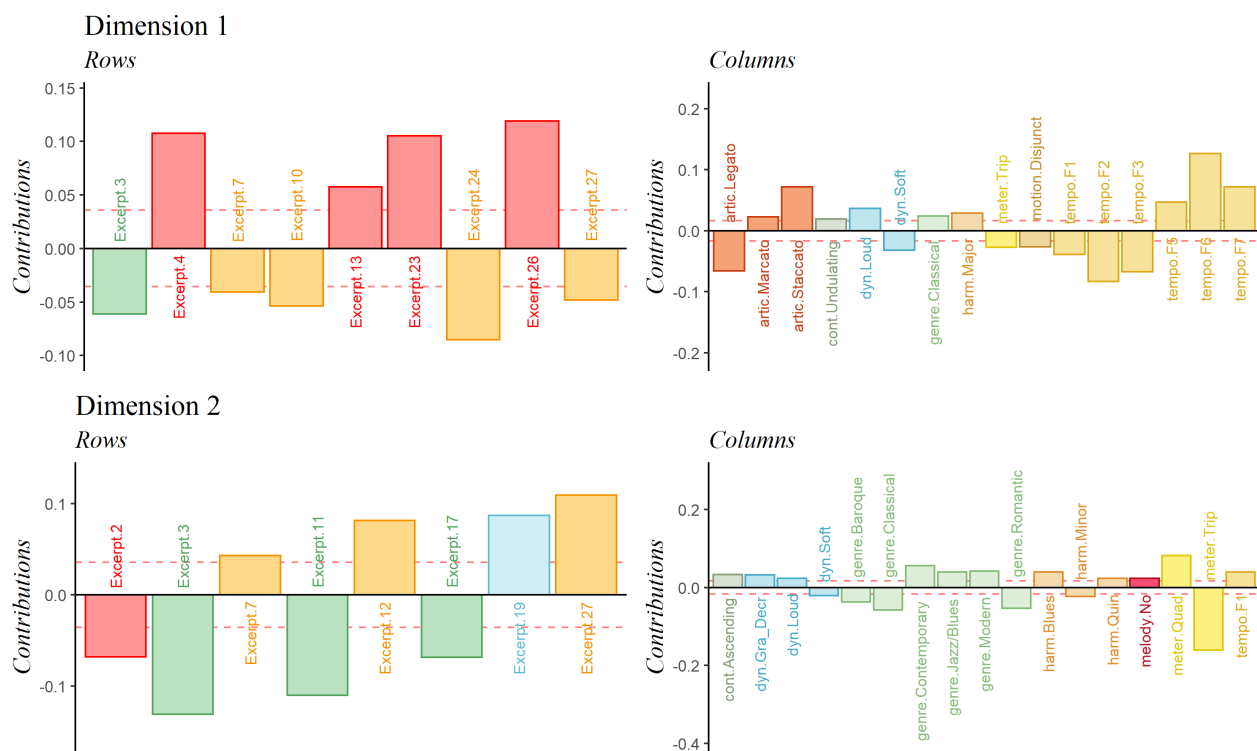 Dimension 1
Rows
Contributions
0.15
0.10
0.05
0.00
-0.05
-0.10
Excerpt.3
Excerpt.4
Excerpt.7
Excerpt.10
Excerpt.13
Excerpt.23
Excerpt.24
Excerpt.26
Excerpt.27
Columns
Contributions
0.2
0.1
0.0
-0.1
-0.2
artic.Legato
artic.Marcato
artic.Staccato
cont.Undulating
dyn.Loud
dyn.Soft
genre.Classical
harm.Major
meter.Trip
motion.Disjunct
tempo.F1
tempo.F2
tempo.F3
tempo.F5
tempo.F6
tempo.F7
Dimension 2
Rows
Contributions
0.1
0.0
-0.1
Excerpt.2
Excerpt.3
Excerpt.7
Excerpt.11
Excerpt.12
Excerpt.17
Excerpt.19
Excerpt.27
Columns
Contributions
0.2
0.0
-0.2
-0.4
cont.Ascending
dyn.Gra_Decr
dyn.Loud
dyn.Soft
genre.Baroque
genre.Classical
genre.Contemporary
genre.Jazz/Blues
genre.Modern
genre.Romantic
harm.Blues
harm.Minor
harm.Quin
melody.No
meter.Quad
meter.Trip
tempo.F1